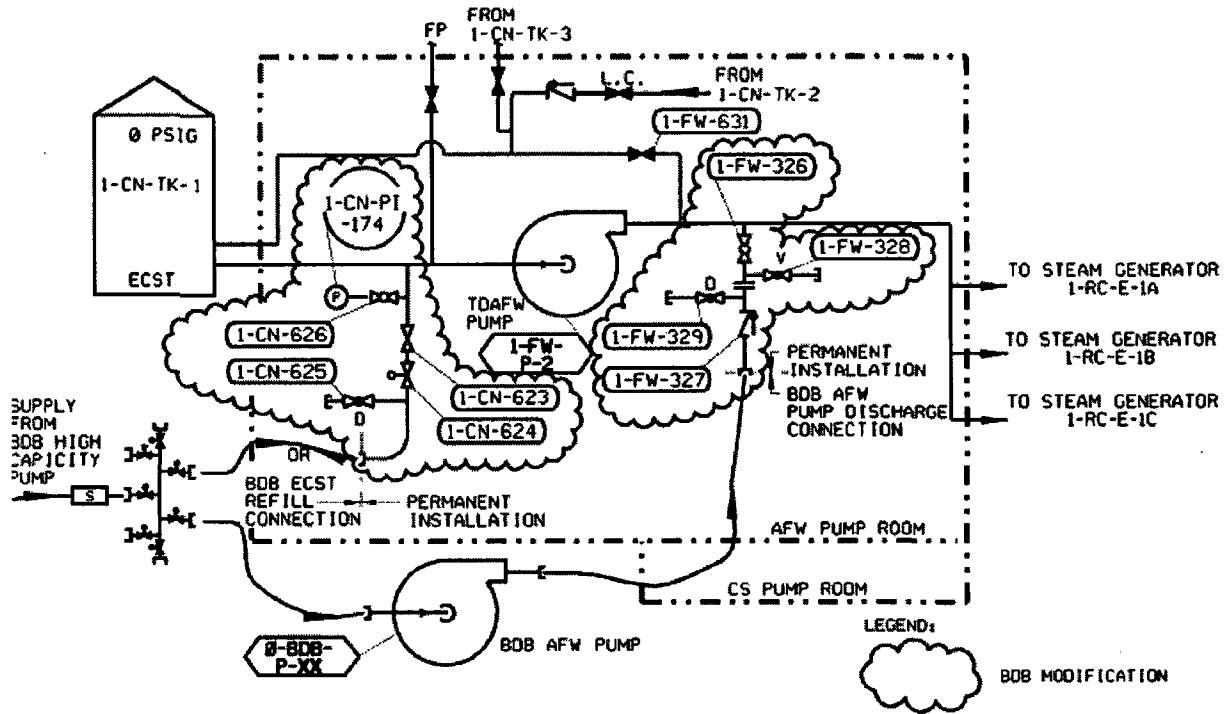 FP
FROM
1-CN-TK-3
L.C.
FROM
1-CN-TK-2
0 PSIG
1-CN-TK-1
ECST
1-FW-631
1-FW-326
1-CN-PI
-174
V
1-FW-328
P
D
1-CN-626
TDAFW
PUMP
1-FW-
P-2
1-FW-329
1-FW-327
1-CN-625
D
1-CN-623
1-CN-624
TO STEAM GENERATOR
1-RC-E-1A
TO STEAM GENERATOR
1-RC-E-1B
TO STEAM GENERATOR
1-RC-E-1C
PERMANENT
INSTALLATION
BDB AFW
PUMP DISCHARGE
CONNECTION
SUPPLY
FROM
BDB HIGH
CAPICITY
PUMP
S
OR
BDB ECST
REFILL
CONNECTION
PERMANENT
INSTALLATION
AFW PUMP ROOM
CS PUMP ROOM
BDB AFW PUMP
0-BDB-
P-XX
LEGEND:
BDB MODIFICATION